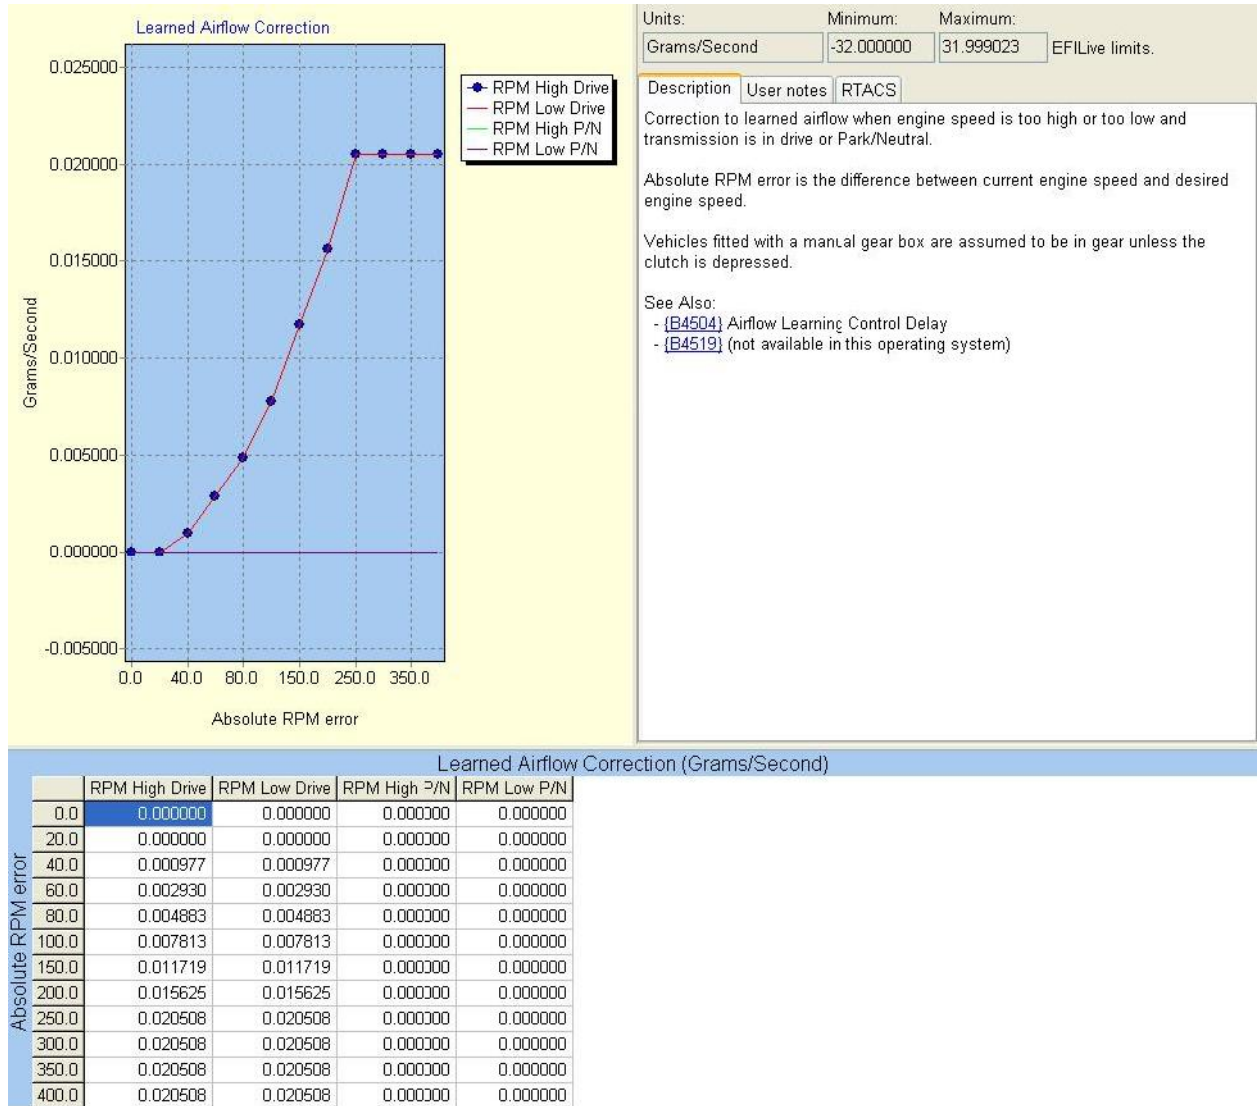 Learned Airflow Correction
0.025000
0.020000
0.015000
0.010000
0.005000
0.000000
-0.005000
Grams/Second
0.0 40.0 80.0 150.0 250.0 350.0
Absolute RPM error
RPM High Drive
RPM Low Drive
RPM High P/N
RPM Low P/N
Units: Minimum: Maximum:
Grams/Second -32.000000 31.999023 EFILive limits.
Description User notes RTACS
Correction to learned airflow when engine speed is too high or too low and
transmission is in drive or Park/Neutral.
Absolute RPM error is the difference between current engine speed and desired
engine speed.
Vehicles fitted with a manual gear box are assumed to be in gear unless the
clutch is depressed.
See Also:
- {B4504} Airflow Learning Control Delay
- {B4519} (not available in this operating system)
Learned Airflow Correction (Grams/Second)
RPM High Drive RPM Low Drive RPM High P/N RPM Low P/N
Absolute RPM error
0.0 0.000000 0.000000 0.000000 0.000000
20.0 0.000000 0.000000 0.000000 0.000000
40.0 0.000977 0.000977 0.000000 0.000000
60.0 0.002930 0.002930 0.000000 0.000000
80.0 0.004883 0.004883 0.000000 0.000000
100.0 0.007813 0.007813 0.000000 0.000000
150.0 0.011719 0.011719 0.000000 0.000000
200.0 0.015625 0.015625 0.000000 0.000000
250.0 0.020508 0.020508 0.000000 0.000000
300.0 0.020508 0.020508 0.000000 0.000000
350.0 0.020508 0.020508 0.000000 0.000000
400.0 0.020508 0.020508 0.000000 0.000000